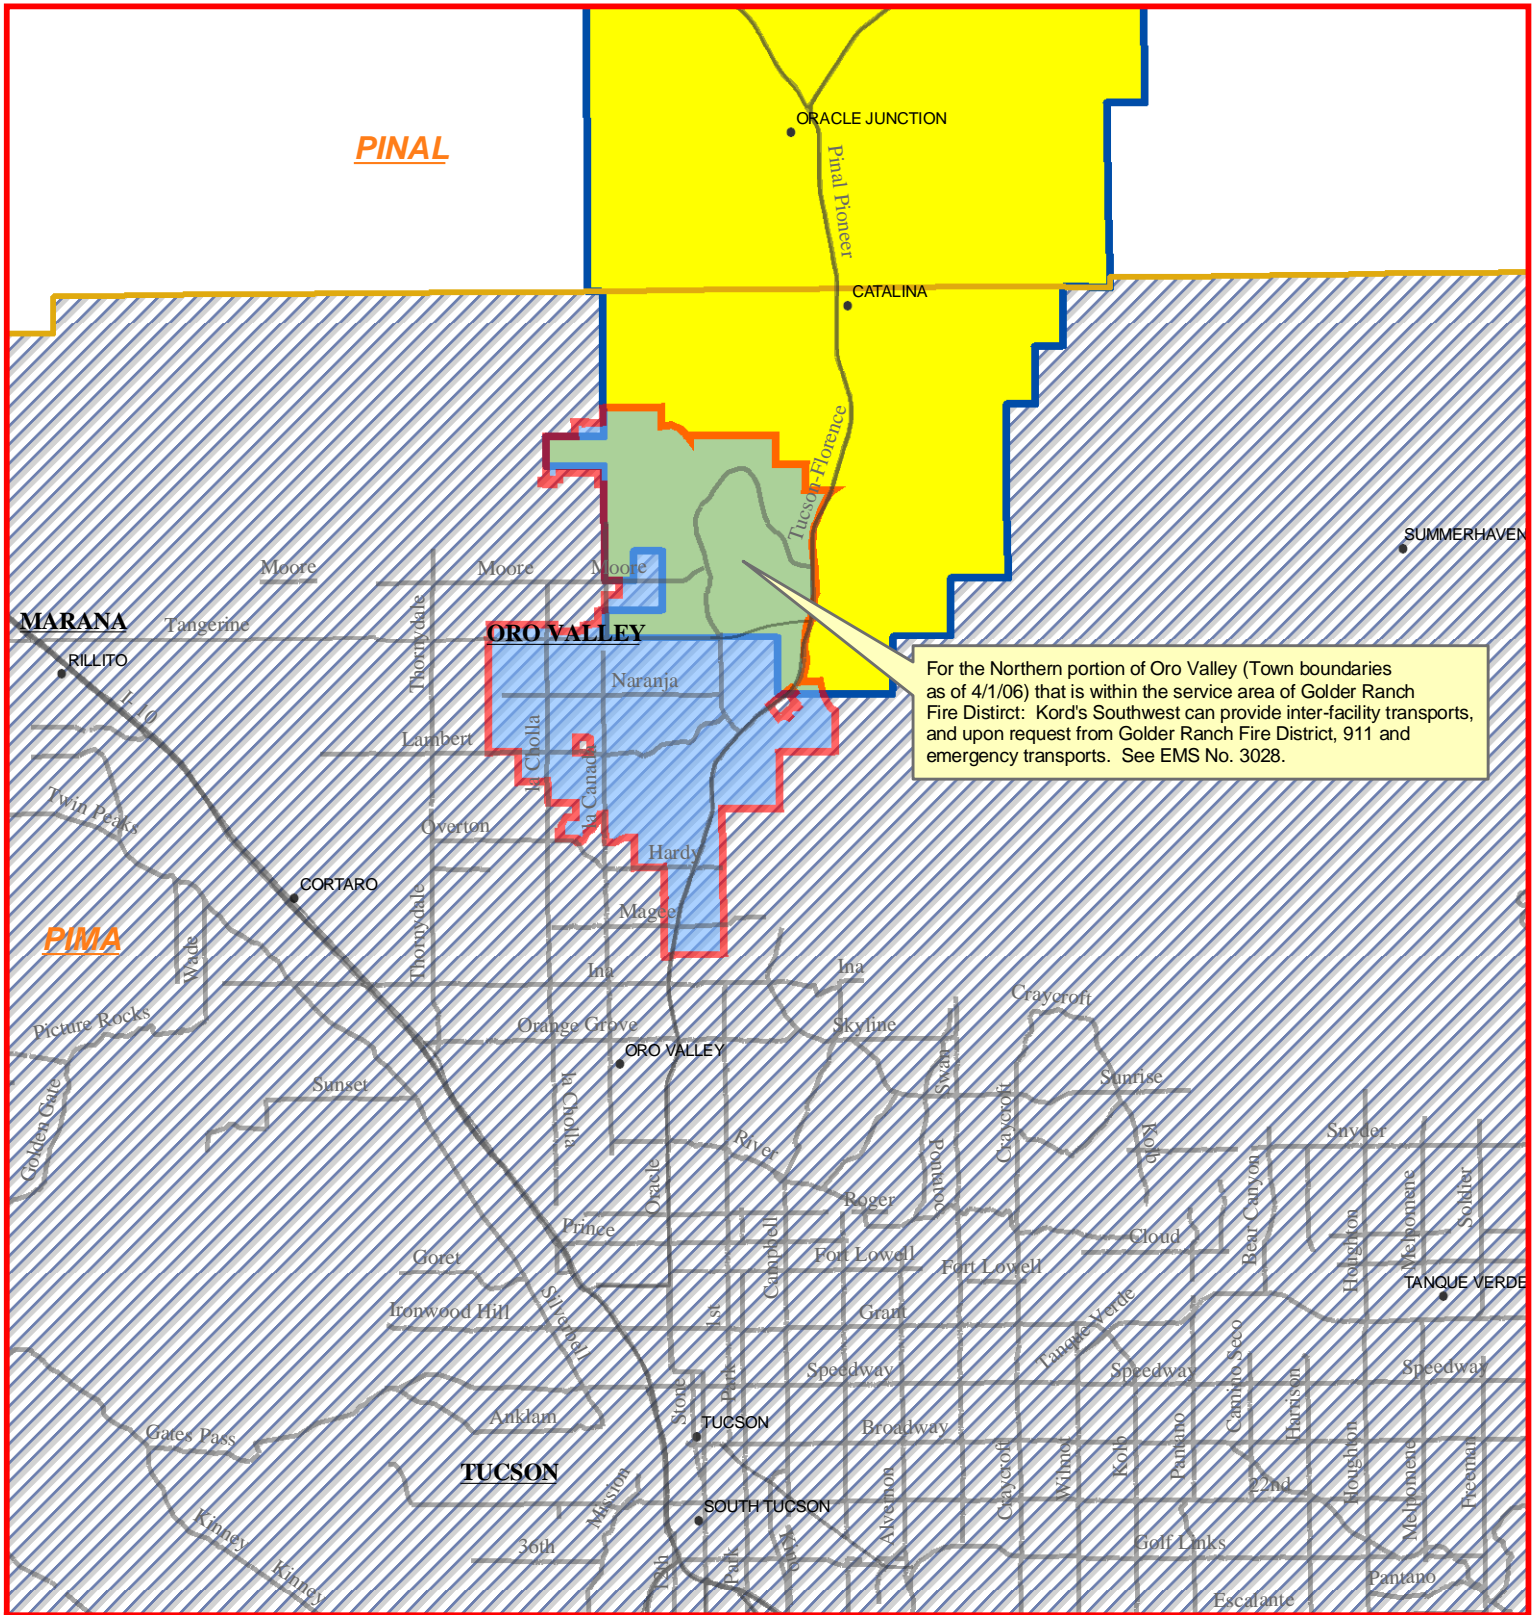 ORACLE JUNCTION
PINAL
Pinal Pioneer
CATALINA
Tucson-Florence
SUMMERHAVEN
Moore
Moore
Moore
MARANA
Tangerine
Thornydale
ORO VALLEY
RILLITO
For the Northern portion of Oro Valley (Town boundaries
as of 4/1/06) that is within the service area of Golder Ranch
Fire Distirct: Kord's Southwest can provide inter-facility transports,
and upon request from Golder Ranch Fire District, 911 and
emergency transports. See EMS No. 3028.
Naranja
I- 10
Lambert
la Cholla
la Canada
Twin Peaks
Overton
Hardy
CORTARO
Thornydale
Magee
PIMA
Wade
Ina
Ina
Craycroft
Picture Rocks
Orange Grove
Skyline
ORO VALLEY
Swan
Sunset
Sunrise
Golden Gate
la Cholla
Craycroft
River
Kolb
Snyder
Oracle
Pontatoc
Roger
Bear Canyon
Melpomene
Soldier
Prince
Campbell
Cloud
Houghton
Goret
Fort Lowell
Fort Lowell
TANQUE VERDE
Ironwood Hill
Silverbell
1st
Grant
Tanque Verde
Camino Seco
Speedway
Speedway
Speedway
Park
Stone
Harrison
Anklam
TUCSON
Broadway
Pantano
Gates Pass
Craycroft
Wilmot
Kolb
Houghton
Melpomene
Freeman
TUCSON
Mission
22nd
SOUTH TUCSON
Alvernon
Kinney
36th
Kino
Golf Links
Kinney
12th
Park
Pantano
Escalante